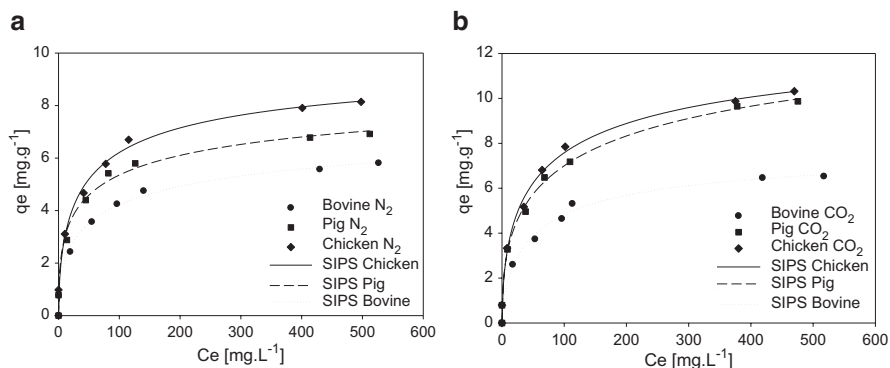 a
10
8
6
4
2
0
qe [mg.g⁻¹]
0 100 200 300 400 500 600
Ce [mg.L⁻¹]
Bovine N₂
Pig N₂
Chicken N₂
SIPS Chicken
SIPS Pig
SIPS Bovine
b
12
10
8
6
4
2
0
qe [mg.g⁻¹]
0 100 200 300 400 500 600
Ce [mg.L⁻¹]
Bovine CO₂
Pig CO₂
Chicken CO₂
SIPS Chicken
SIPS Pig
SIPS Bovine